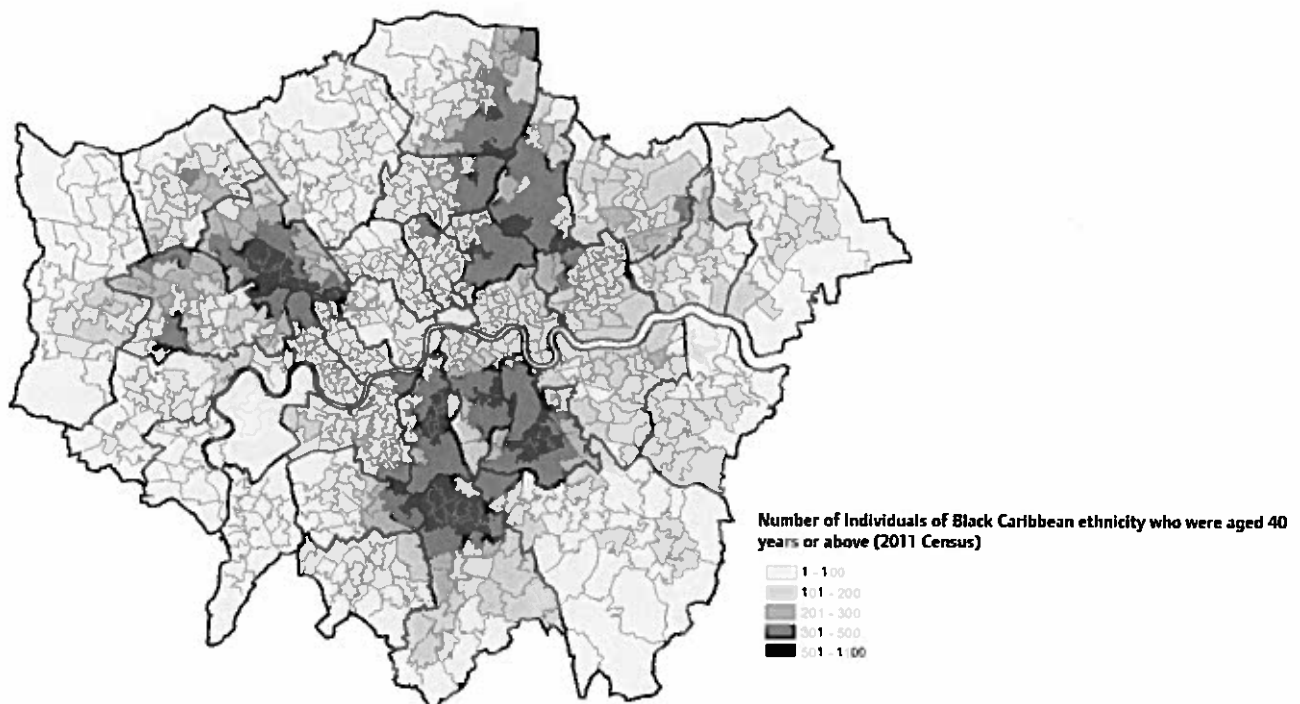 Number of Individuals of Black Caribbean ethnicity who were aged 40
years or above (2011 Census)
1 - 100
101 - 200
201 - 300
301 - 500
501 - 1100